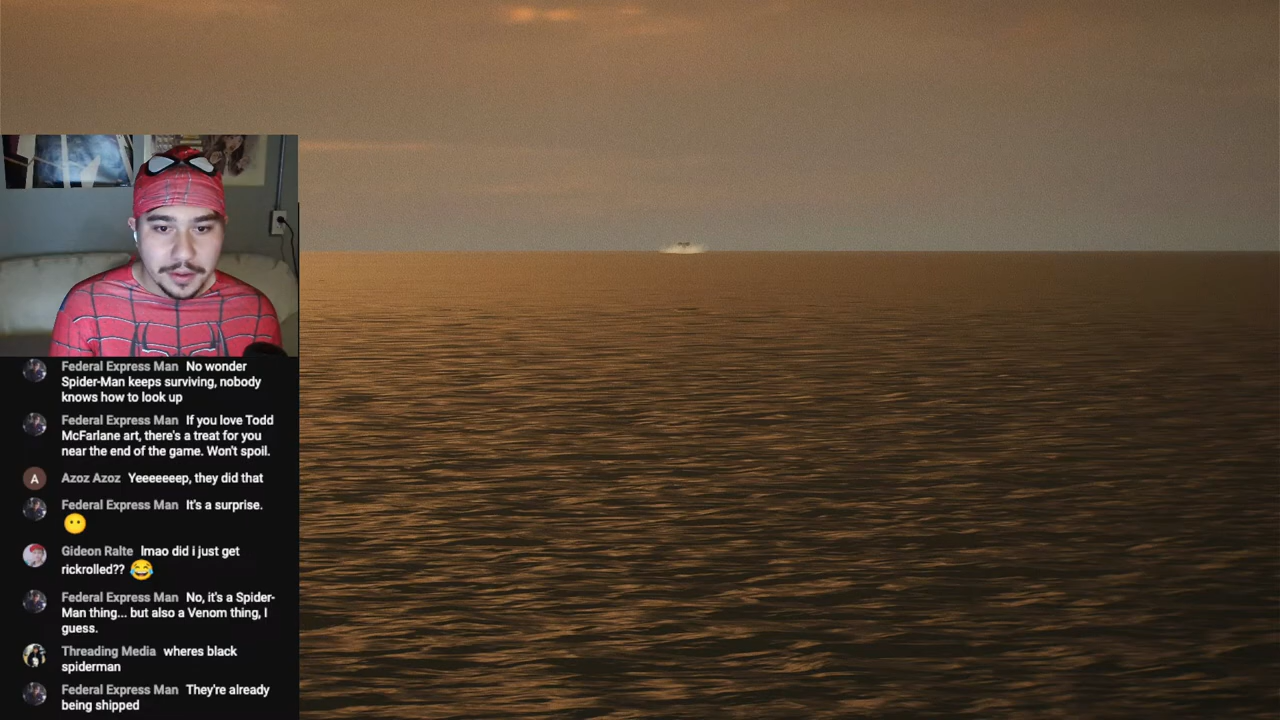 Federal Express Man No wonder
Spider-Man keeps surviving, nobody
knows how to look up
Federal Express Man If you love Todd
McFarlane art, there's a treat for you
near the end of the game. Won't spoil.
A
Azoz Azoz Yeeeeeeep, they did that
Federal Express Man It's a surprise.
Gideon Ralte lmao did i just get
rickrolled??
Federal Express Man No, it's a Spider-
Man thing... but also a Venom thing, I
guess.
Threading Media wheres black
spiderman
Federal Express Man They're already
being shipped